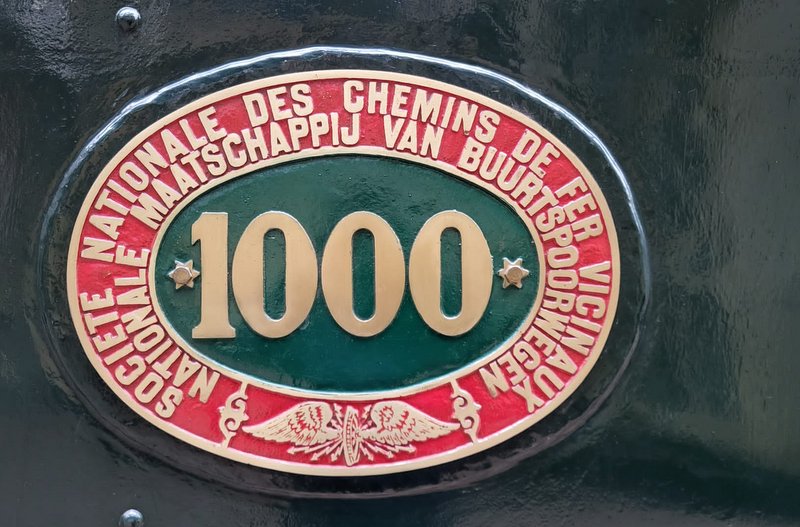 SOCIETE NATIONALE DES CHEMINS DE FER VICINAUX
NATIONALE MAATSCHAPPIJ VAN BUURTSPOORWEGEN
1000